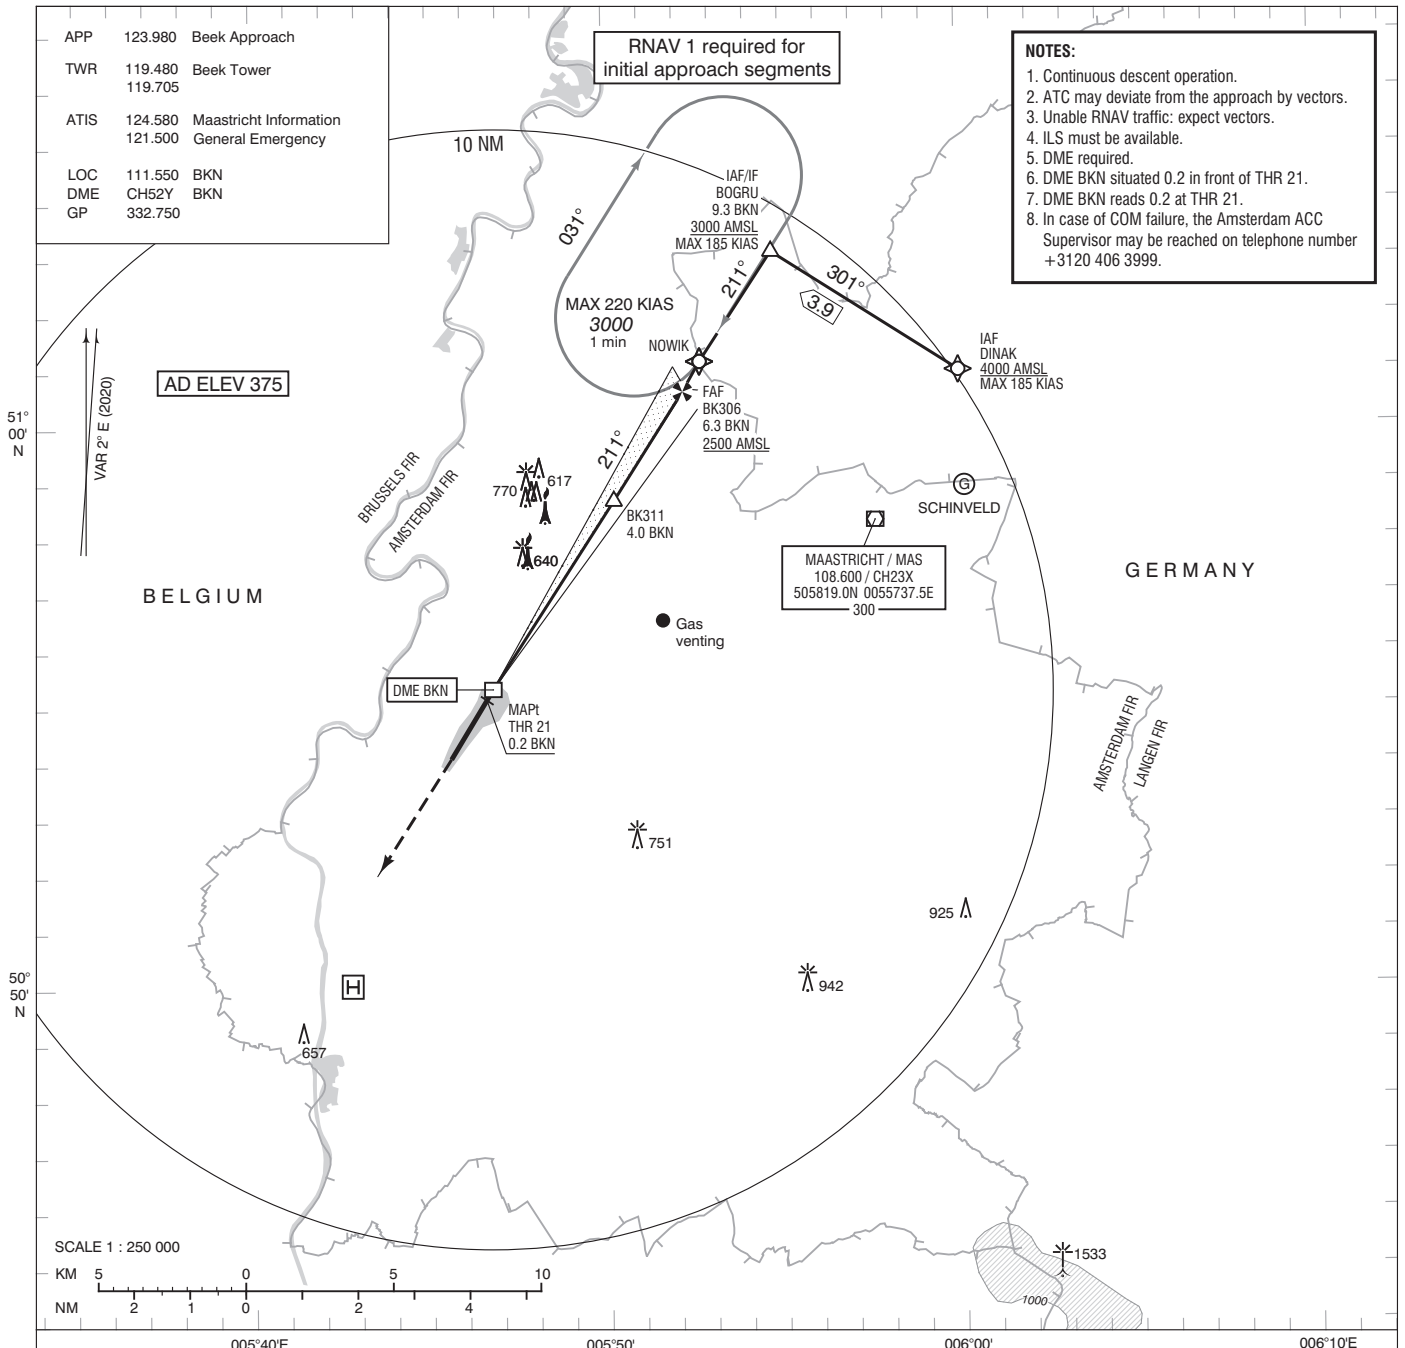 APP 123.980 Beek Approach
TWR 119.480 Beek Tower
119.705
ATIS 124.580 Maastricht Information
121.500 General Emergency
LOC 111.550 BKN
DME CH52Y BKN
GP 332.750
RNAV 1 required for
initial approach segments
NOTES:
1. Continuous descent operation.
2. ATC may deviate from the approach by vectors.
3. Unable RNAV traffic: expect vectors.
4. ILS must be available.
5. DME required.
6. DME BKN situated 0.2 in front of THR 21.
7. DME BKN reads 0.2 at THR 21.
8. In case of COM failure, the Amsterdam ACC
Supervisor may be reached on telephone number
+3120 406 3999.
10 NM
IAF/IF
BOGRU
9.3 BKN
3000 AMSL
MAX 185 KIAS
031°
211°
301°
3.9
MAX 220 KIAS
3000
1 min
NOWIK
IAF
DINAK
4000 AMSL
MAX 185 KIAS
AD ELEV 375
VAR 2° E (2020)
51°
00'
N
FAF
BK306
6.3 BKN
2500 AMSL
211°
BRUSSELS FIR
AMSTERDAM FIR
770
617
640
BK311
4.0 BKN
G
SCHINVELD
MAASTRICHT / MAS
108.600 / CH23X
505819.0N 0055737.5E
300
BELGIUM
GERMANY
Gas
venting
DME BKN
MAPt
THR 21
0.2 BKN
AMSTERDAM FIR
LANGEN FIR
751
925
942
50°
50'
N
H
657
1533
1000
SCALE 1 : 250 000
KM 5 0 5 10
NM 2 1 0 2 4
005°40'E 005°50' 006°00' 006°10'E